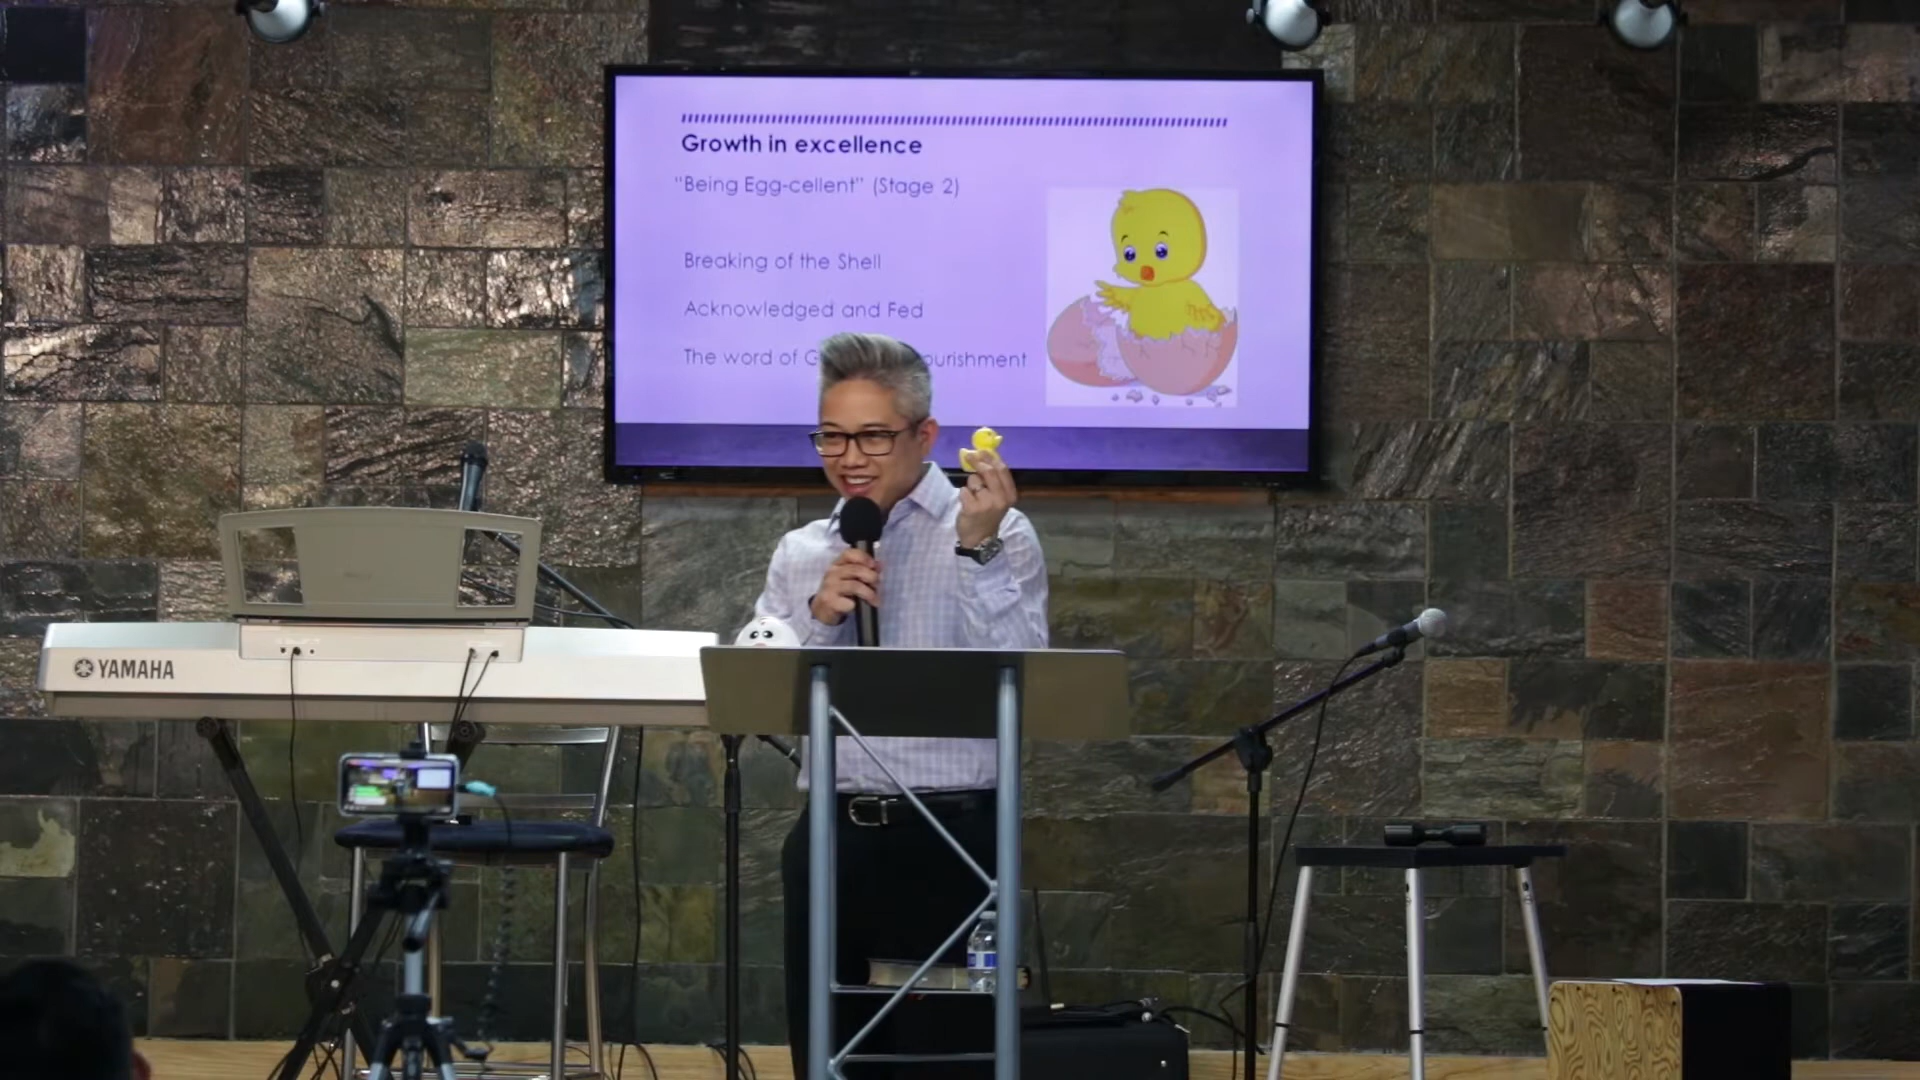 Growth in excellence
"Being Egg-cellent" (Stage 2)
Breaking of the Shell
Acknowledged and Fed
The word of G ourishment
YAMAHA